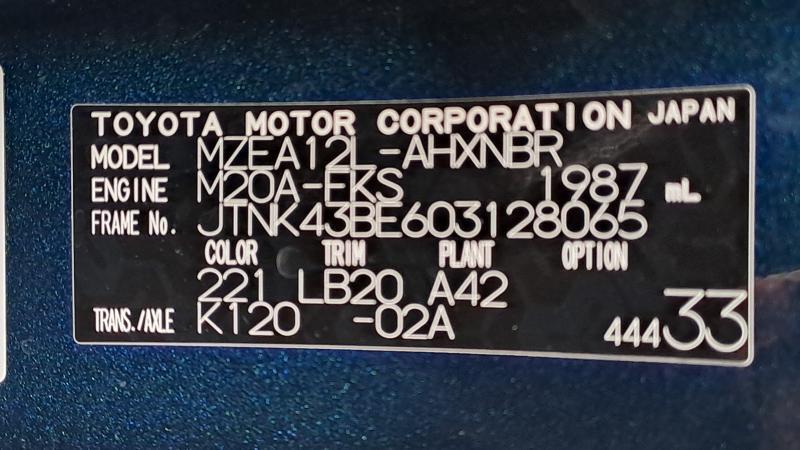 TOYOTA MOTOR CORPORATION JAPAN
MODEL MZEA12L-AHXNBR
ENGINE M20A-FKS 1987 mL
FRAME No. JTNK43BE603128065
COLOR TRIM PLANT OPTION
221 LB20 A42
TRANS./AXLE K120 -02A 44433